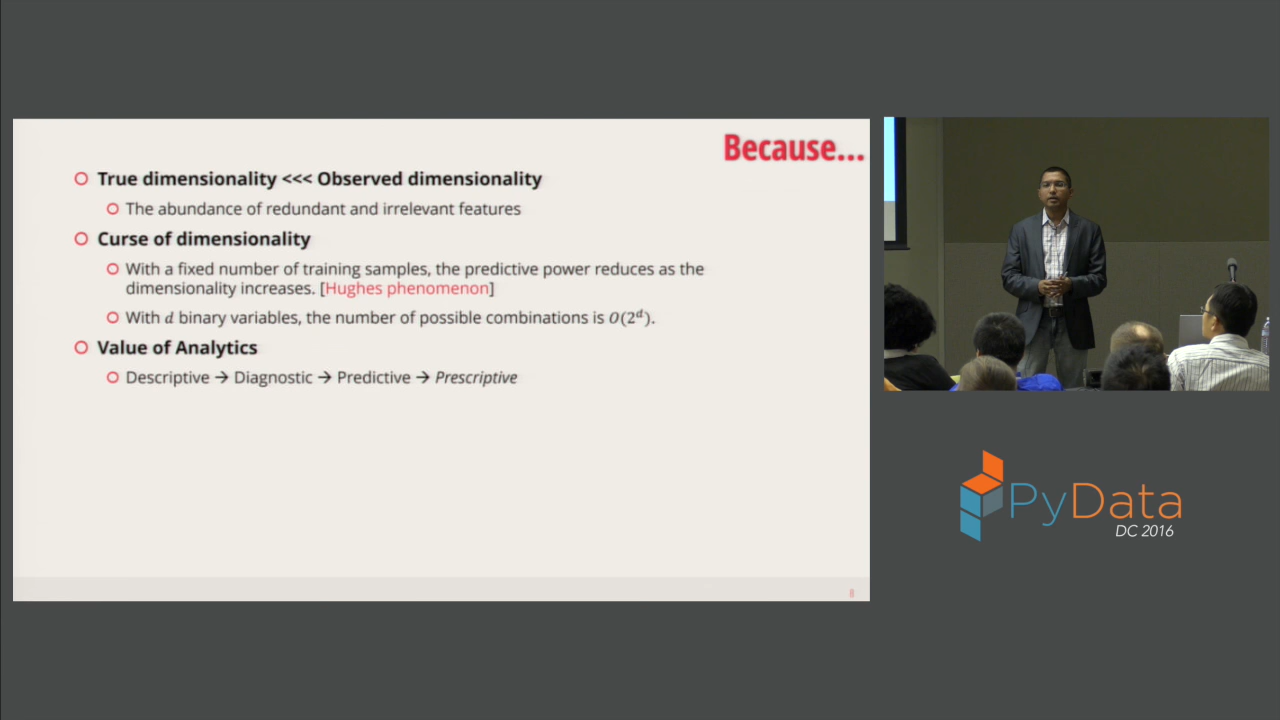 Because...
True dimensionality <<< Observed dimensionality
The abundance of redundant and irrelevant features
Curse of dimensionality
With a fixed number of training samples, the predictive power reduces as the
dimensionality increases. [Hughes phenomenon]
With d binary variables, the number of possible combinations is O(2^d).
Value of Analytics
Descriptive → Diagnostic → Predictive → Prescriptive
8
PyData
DC 2016